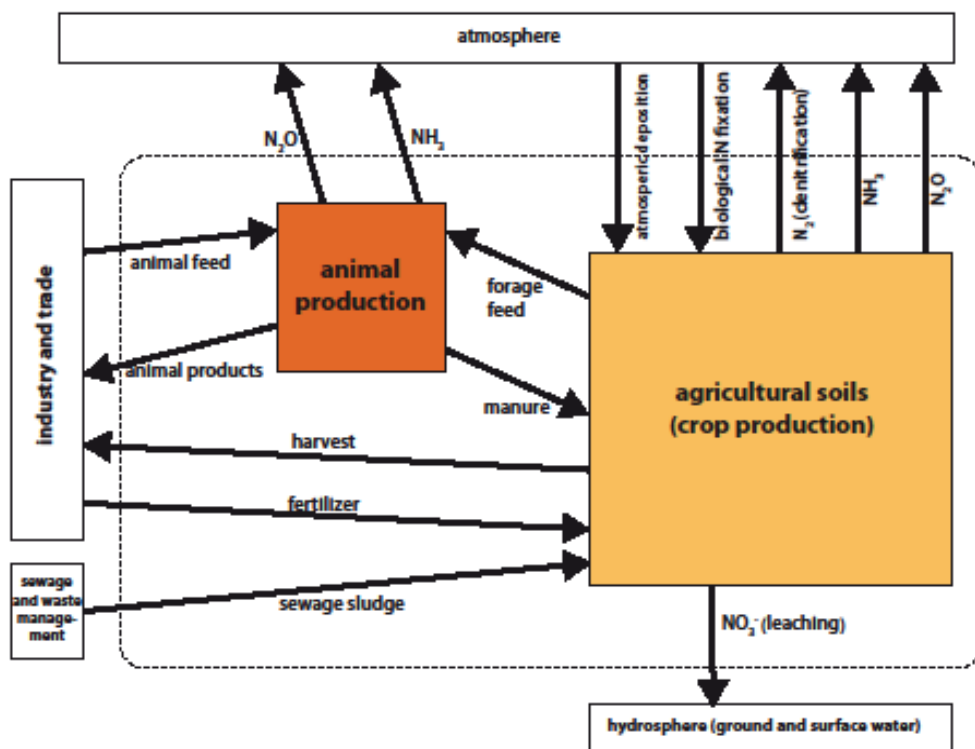 atmosphere
N₂O
NH₃
atmosperic deposition
biological N fixation
N₂ (denitrification)
NH₃
N₂O
industry and trade
animal feed
animal
production
forage
feed
animal products
manure
agricultural soils
(crop production)
harvest
fertilizer
sewage
and waste
manage-
ment
sewage sludge
NO₃⁻ (leaching)
hydrosphere (ground and surface water)